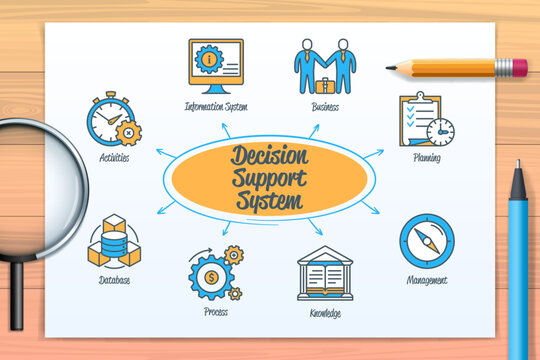 Information System
Business
Activities
Planning
Decision
Support
System
Database
Management
Process
Knowledge